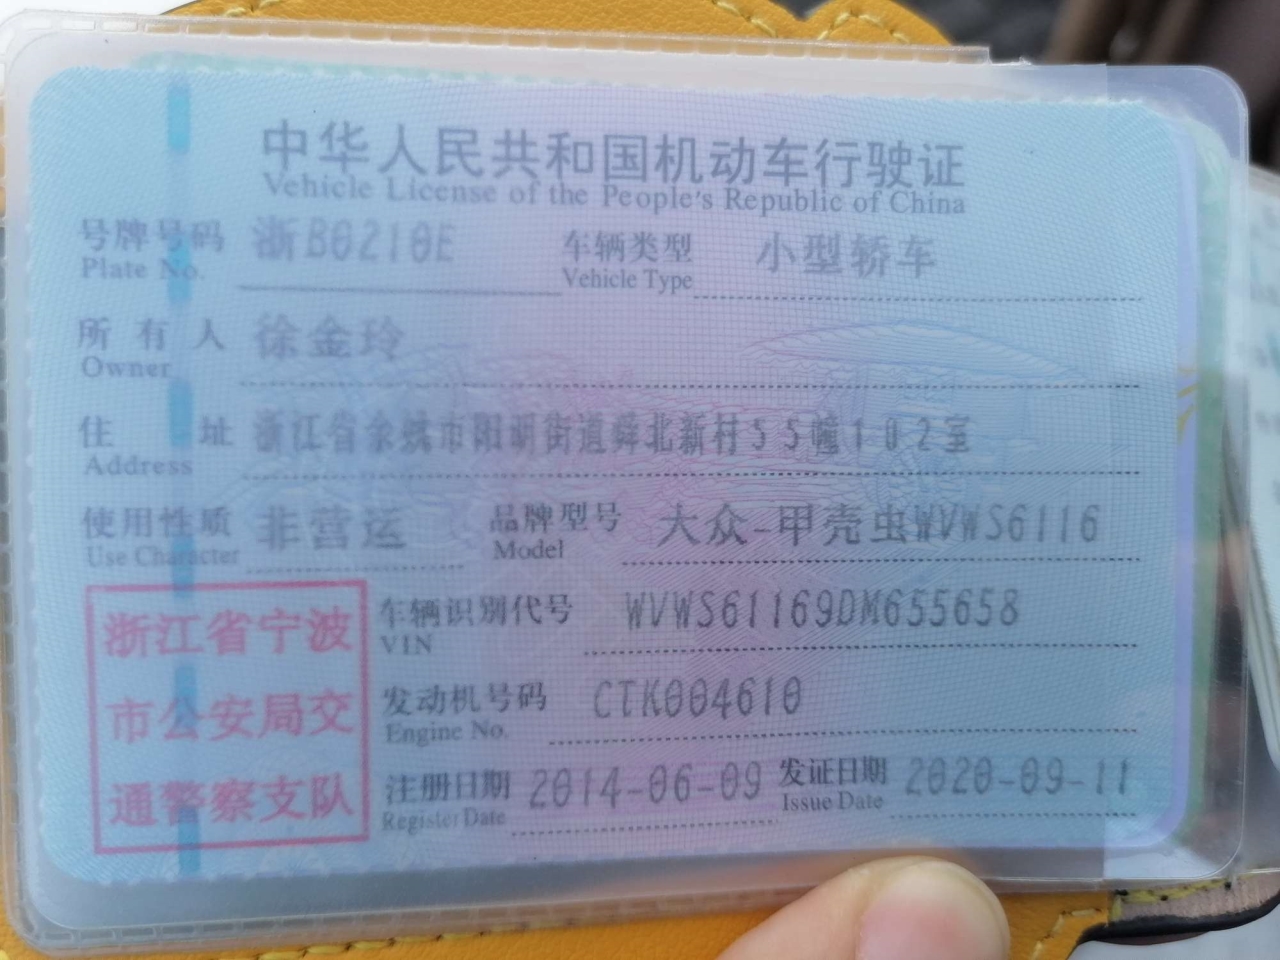 中华人民共和国机动车行驶证
Vehicle License of the People's Republic of China
号牌号码 浙B0210E 车辆类型 小型轿车
Plate No. Vehicle Type
所有人 徐金玲
Owner
住址 浙江省余姚市阳明街道舜北新村55幢102室
Address
使用性质 非营运 品牌型号 大众-甲壳虫WVWS6116
Use Character Model
浙江省宁波
市公安局交
通警察支队
车辆识别代号 WVWS61169DM655658
VIN
发动机号码 CTK004610
Engine No.
注册日期 2014-06-09 发证日期 2020-09-11
Register Date Issue Date